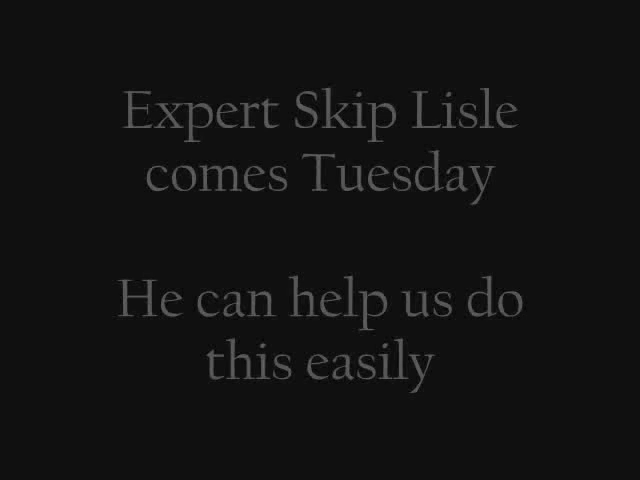 Expert Skip Lisle
comes Tuesday
He can help us do
this easily